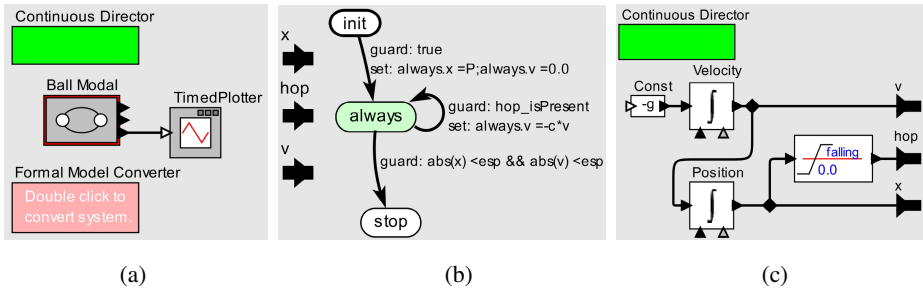 Continuous Director
Ball Modal
TimedPlotter
Formal Model Converter
Double click to
convert system.
(a)
init
x
guard: true
set: always.x =P;always.v =0.0
hop
always
guard: hop_isPresent
set: always.v =-c*v
v
guard: abs(x) <esp && abs(v) <esp
stop
(b)
Continuous Director
Const
-g
Velocity
∫
v
hop
falling
0.0
Position
∫
x
(c)